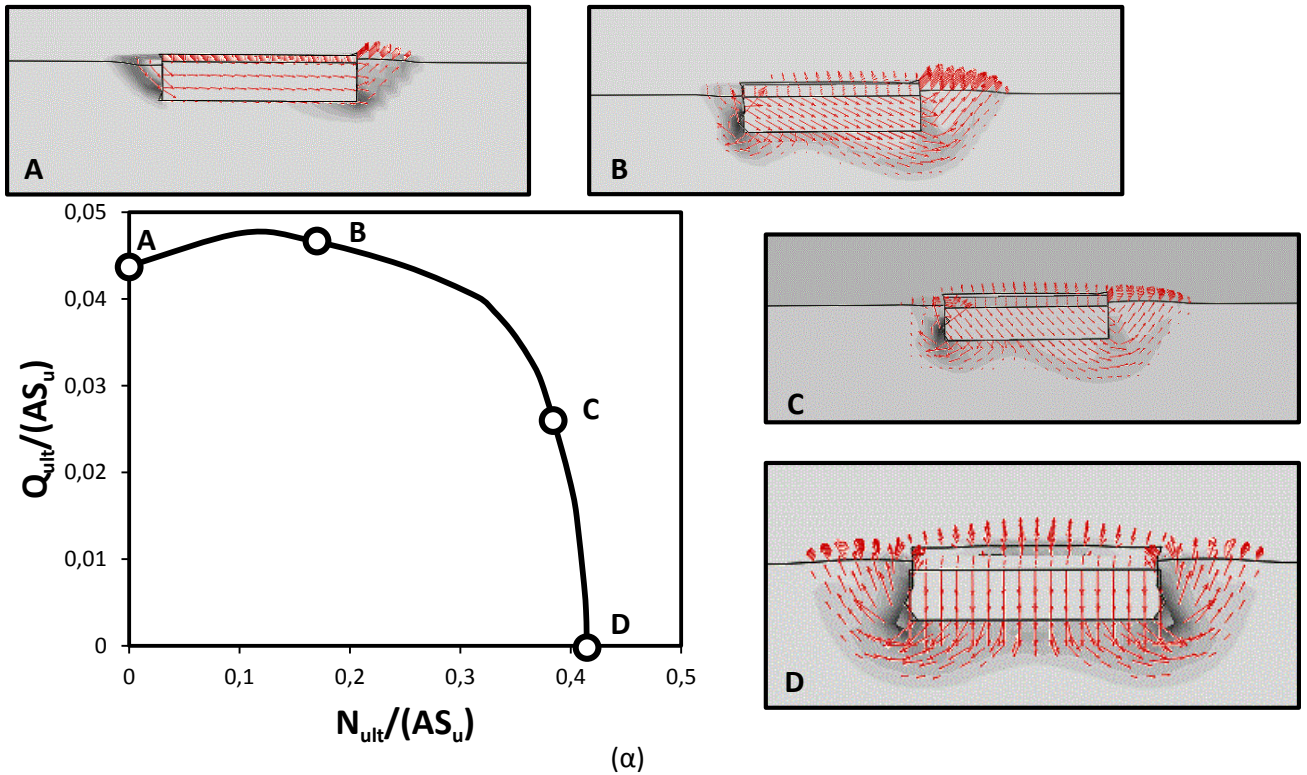 A
B
C
D
0,05
0,04
0,03
0,02
0,01
0
Q_ult/(AS_u)
A
B
C
D
0 0,1 0,2 0,3 0,4 0,5
N_ult/(AS_u)
(α)